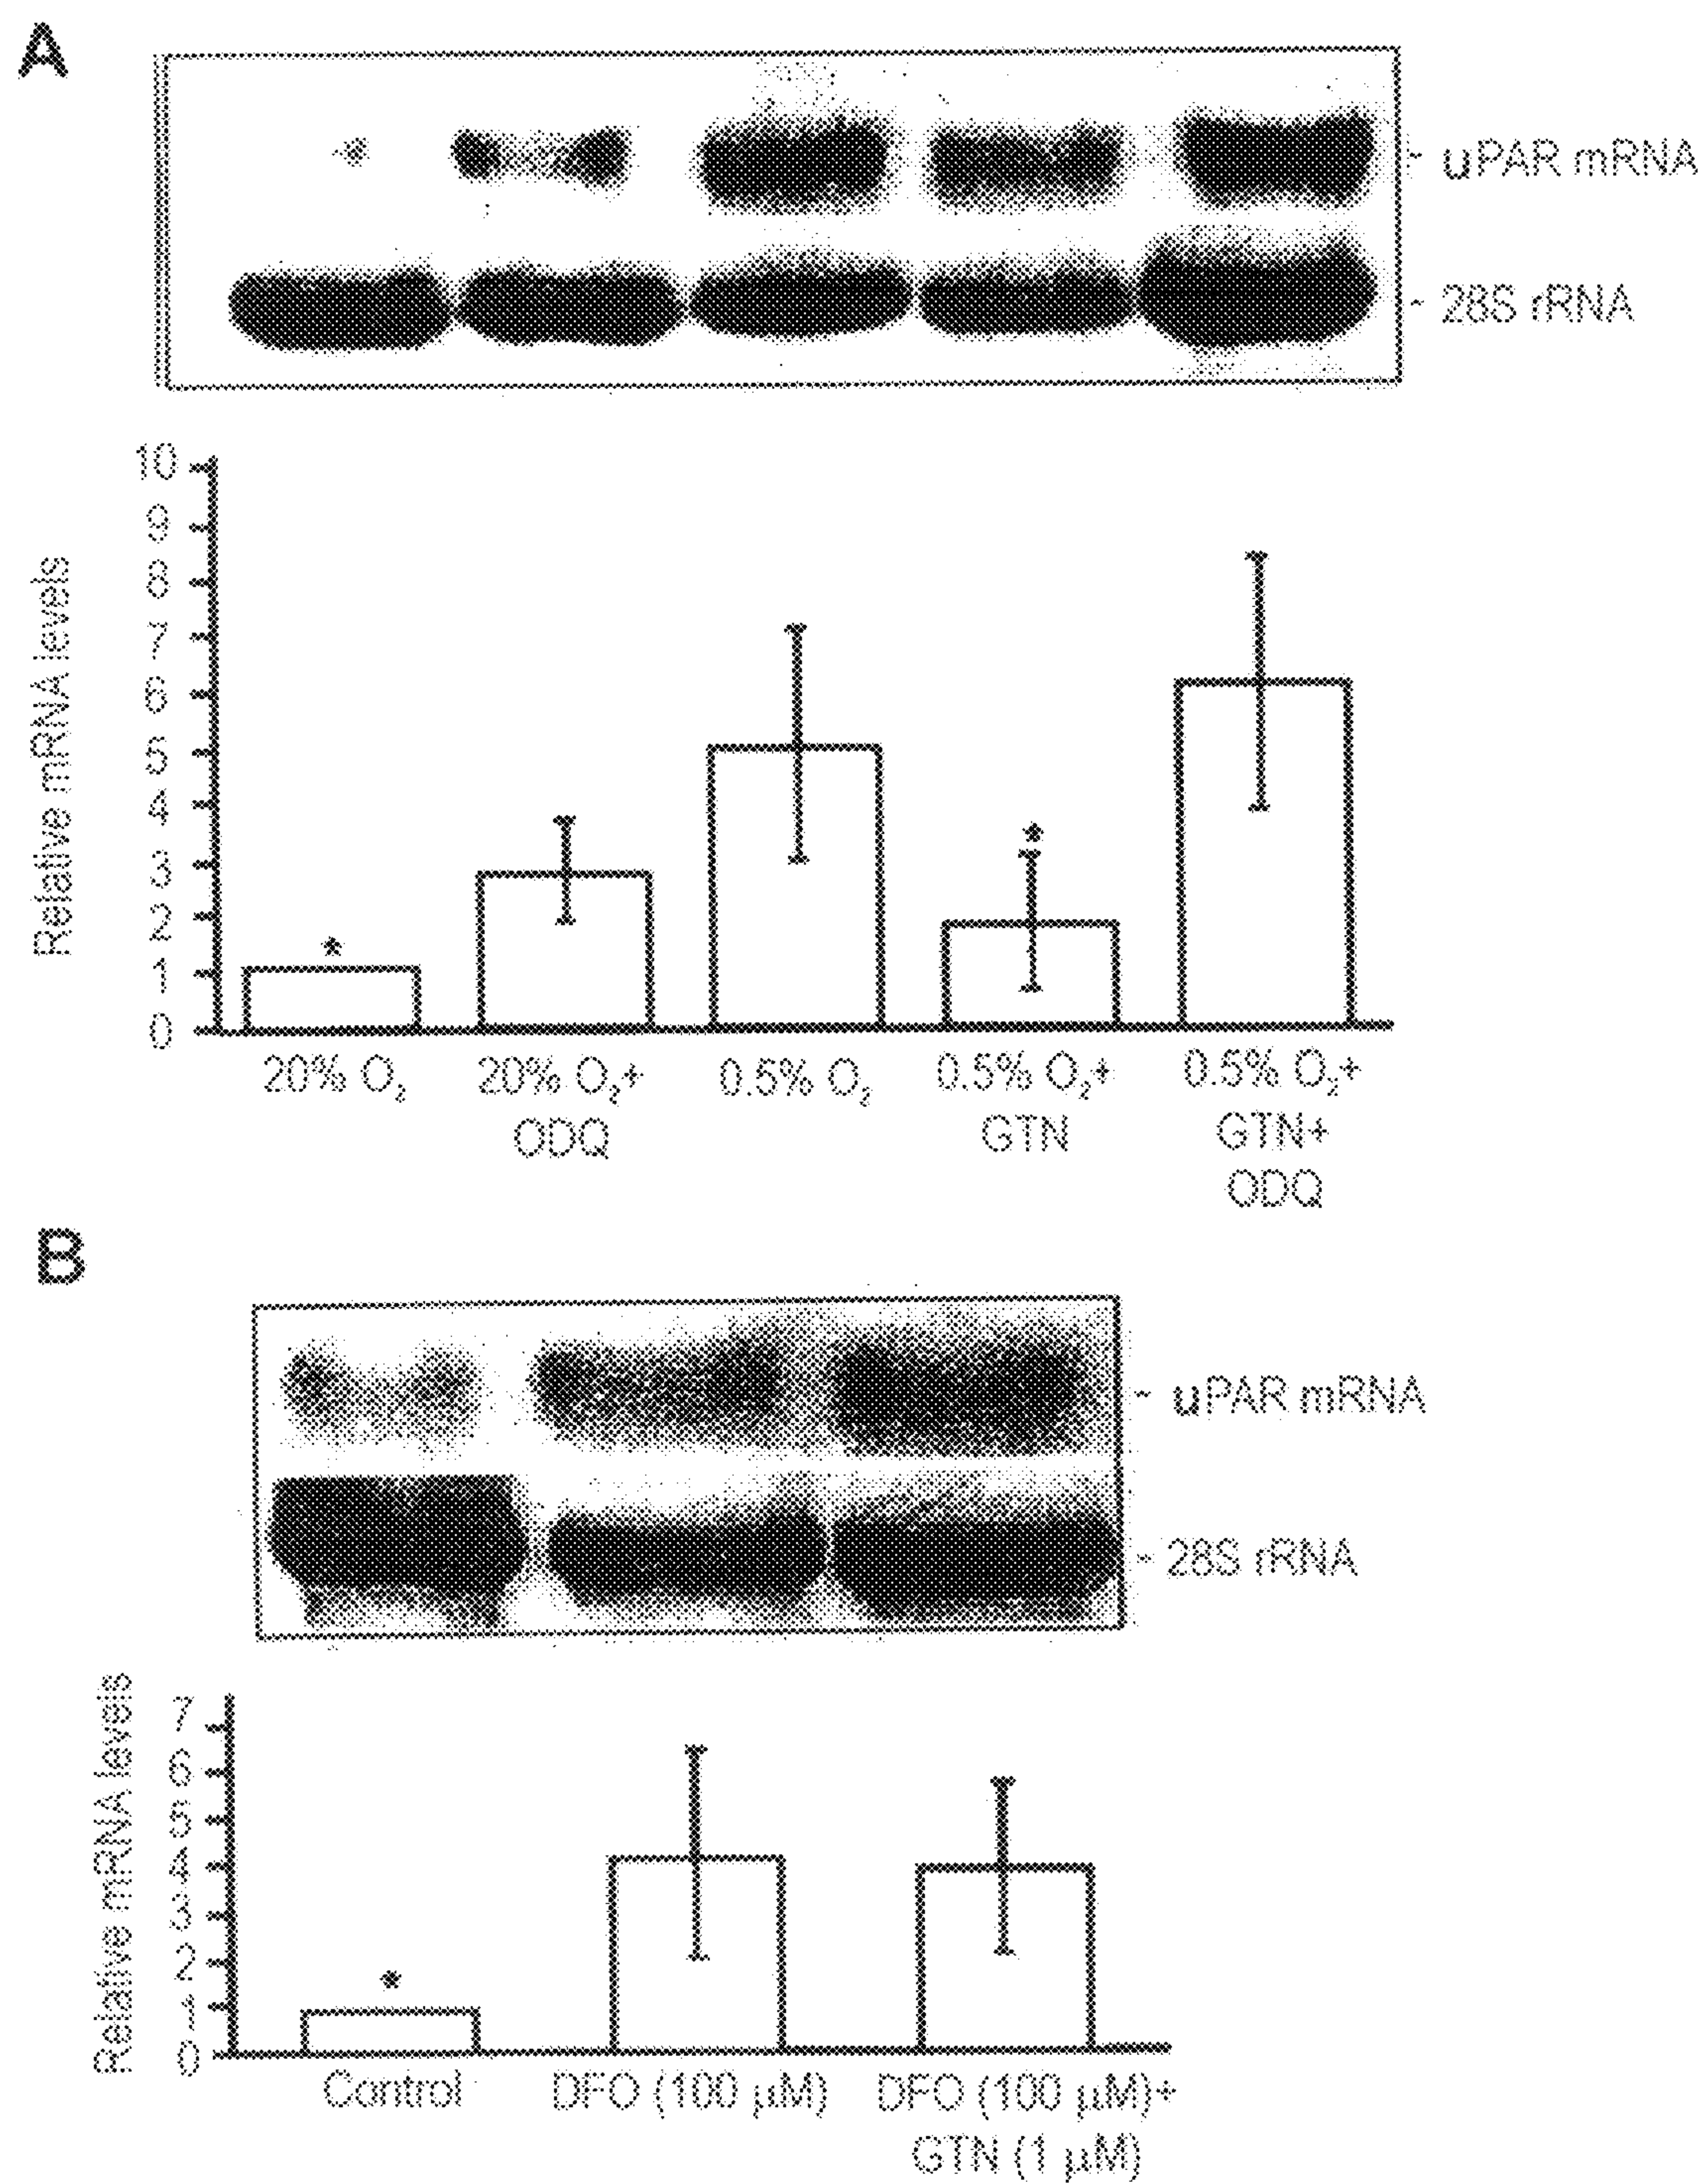 A
uPAR mRNA
28S rRNA
Relative mRNA levels
10
9
8
7
6
5
4
3
2
1
0
*
*
20% O₂
20% O₂+
ODQ
0.5% O₂
0.5% O₂+
GTN
0.5% O₂+
GTN+
ODQ
B
uPAR mRNA
28S rRNA
Relative mRNA levels
7
6
5
4
3
2
1
0
*
Control
DFO (100 µM)
DFO (100 µM)+
GTN (1 µM)